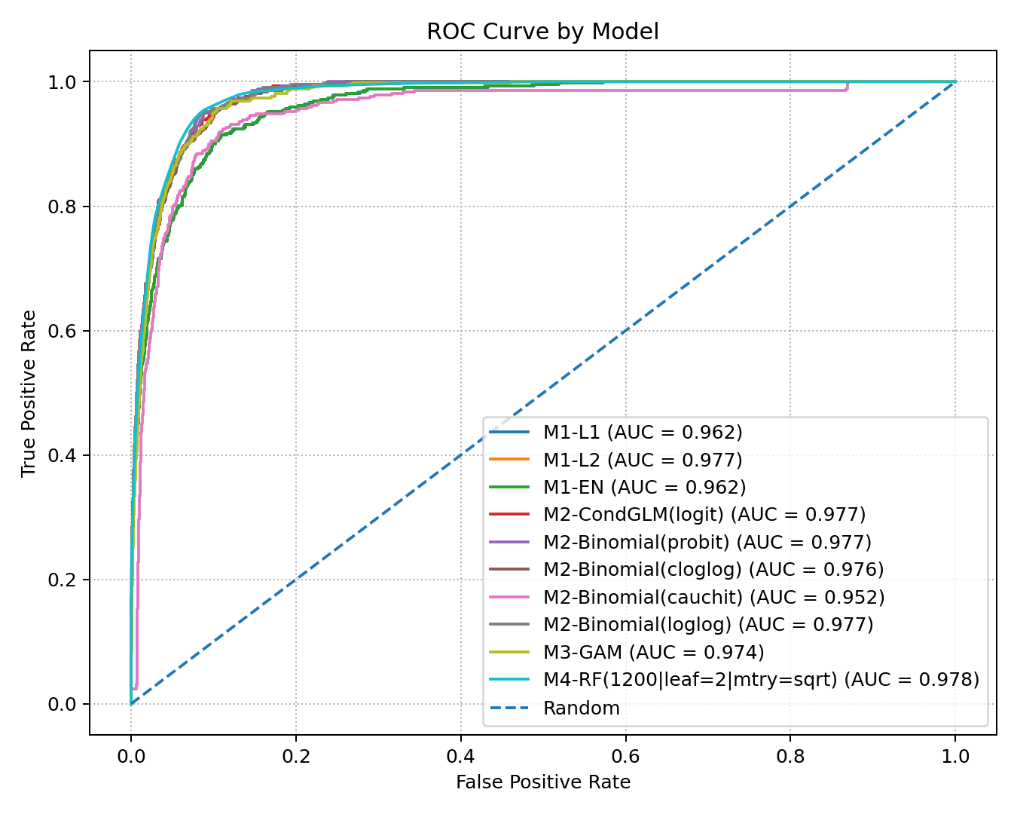 ROC Curve by Model
True Positive Rate
1.0
0.8
0.6
0.4
0.2
0.0
M1-L1 (AUC = 0.962)
M1-L2 (AUC = 0.977)
M1-EN (AUC = 0.962)
M2-CondGLM(logit) (AUC = 0.977)
M2-Binomial(probit) (AUC = 0.977)
M2-Binomial(cloglog) (AUC = 0.976)
M2-Binomial(cauchit) (AUC = 0.952)
M2-Binomial(loglog) (AUC = 0.977)
M3-GAM (AUC = 0.974)
M4-RF(1200|leaf=2|mtry=sqrt) (AUC = 0.978)
Random
0.0 0.2 0.4 0.6 0.8 1.0
False Positive Rate